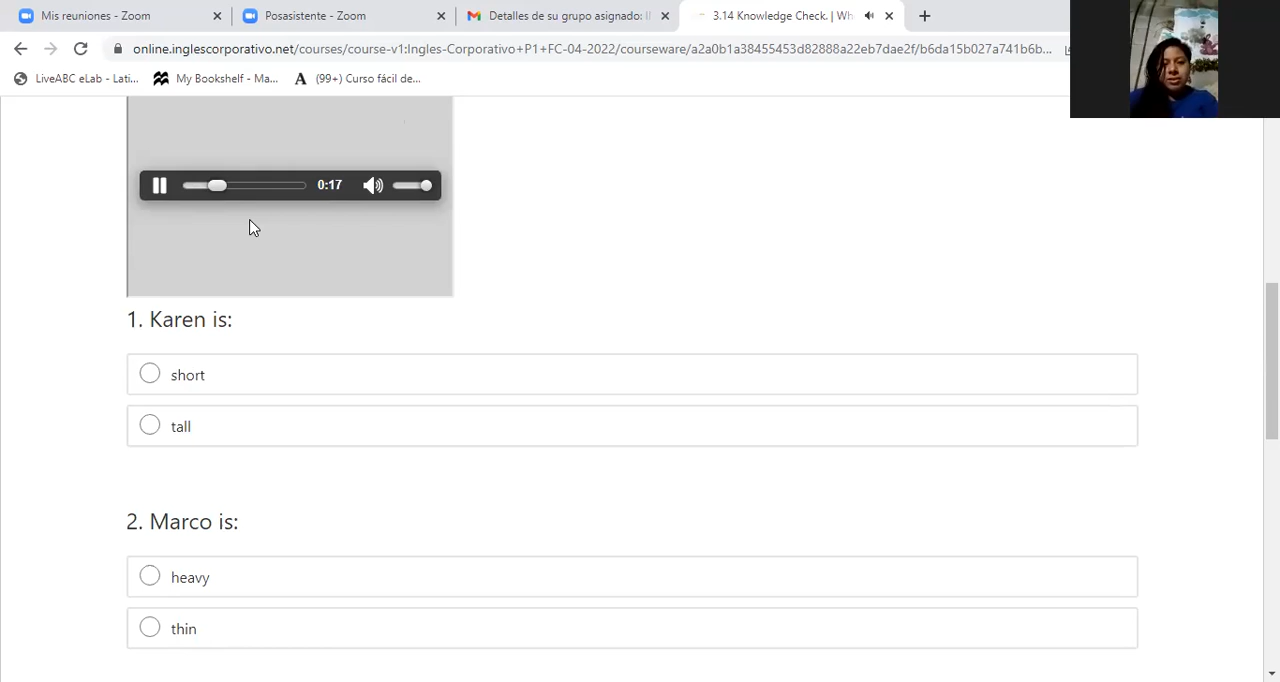 Mis reuniones - Zoom
Posasistente - Zoom
Detalles de su grupo asignado: II
3.14 Knowledge Check. | Wh
online.inglescorporativo.net/courses/course-v1:Ingles-Corporativo+P1+FC-04-2022/courseware/a2a0b1a38455453d82888a22eb7dae2f/b6da15b027a741b6b...
LiveABC eLab - Lati...
My Bookshelf - Ma...
(99+) Curso fácil de...
0:17
1. Karen is:
short
tall
2. Marco is:
heavy
thin